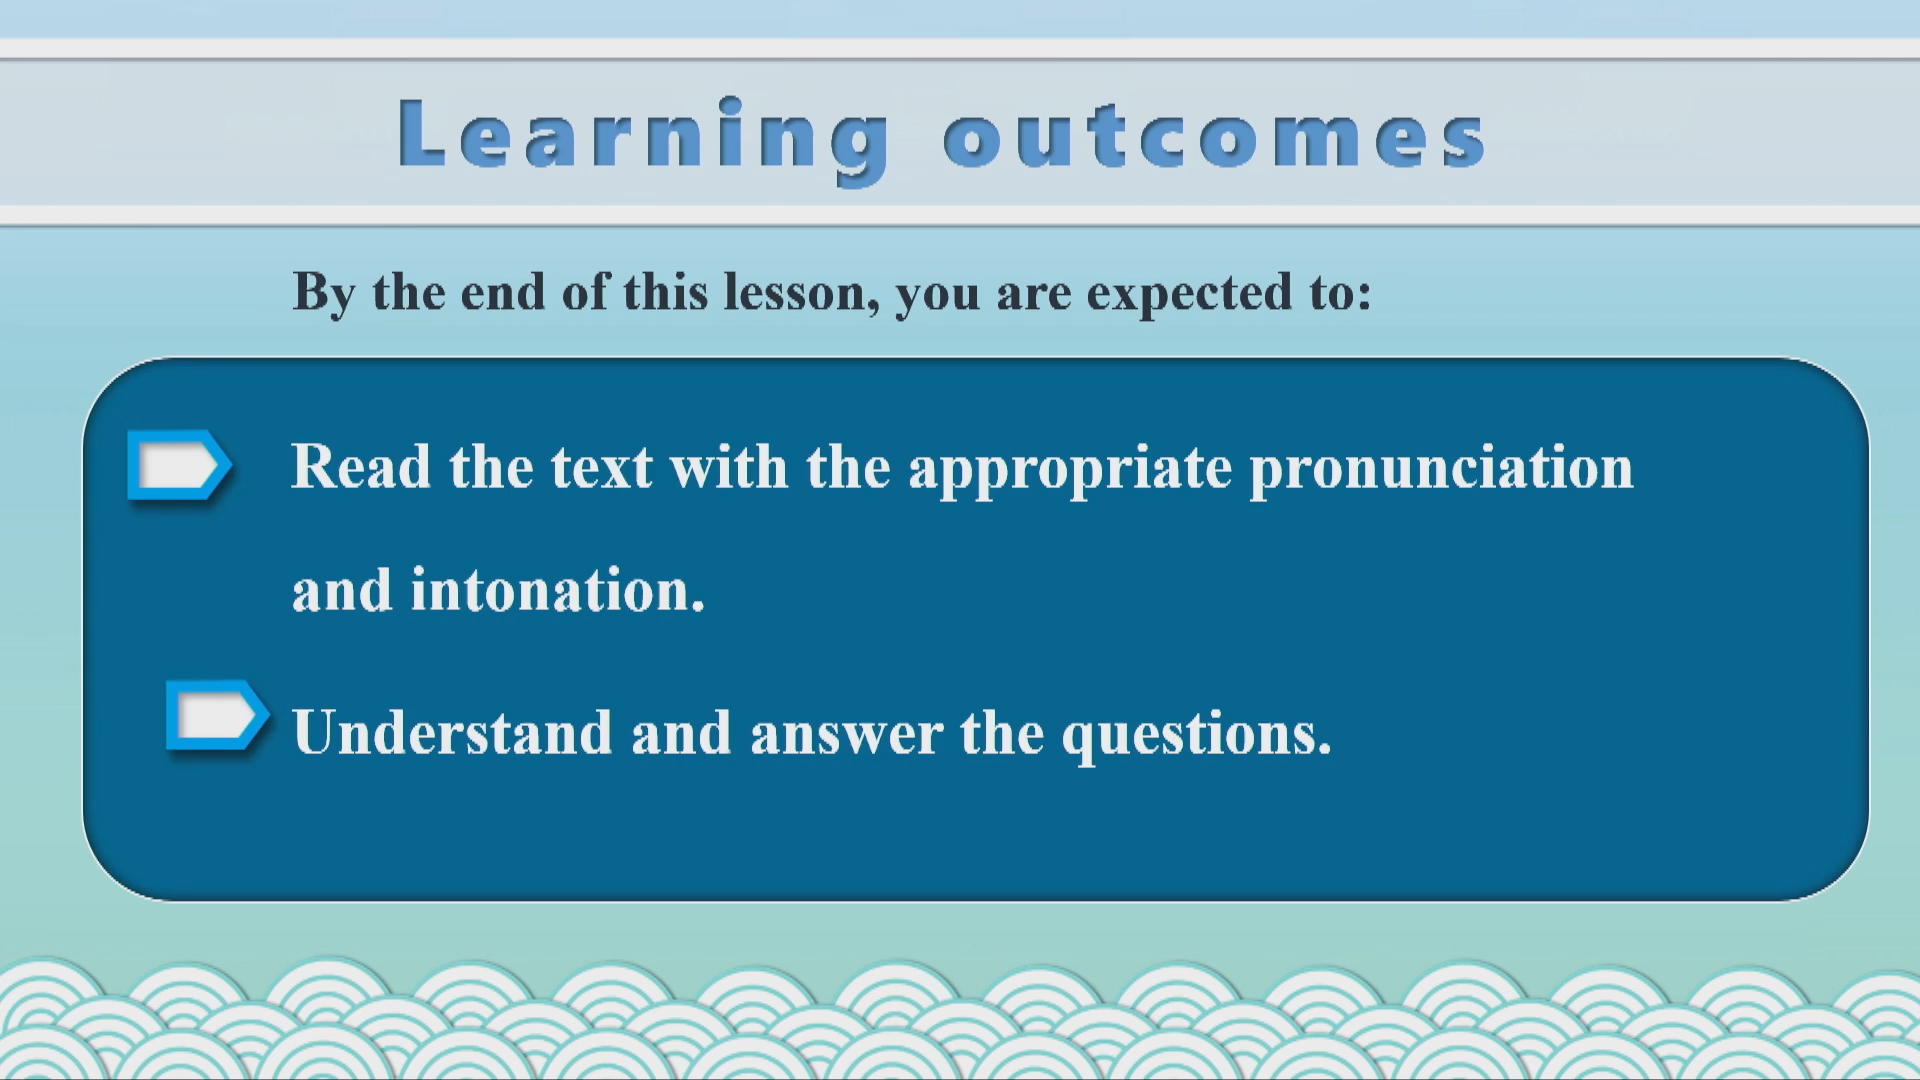 Learning outcomes
By the end of this lesson, you are expected to:
Read the text with the appropriate pronunciation
and intonation.
Understand and answer the questions.